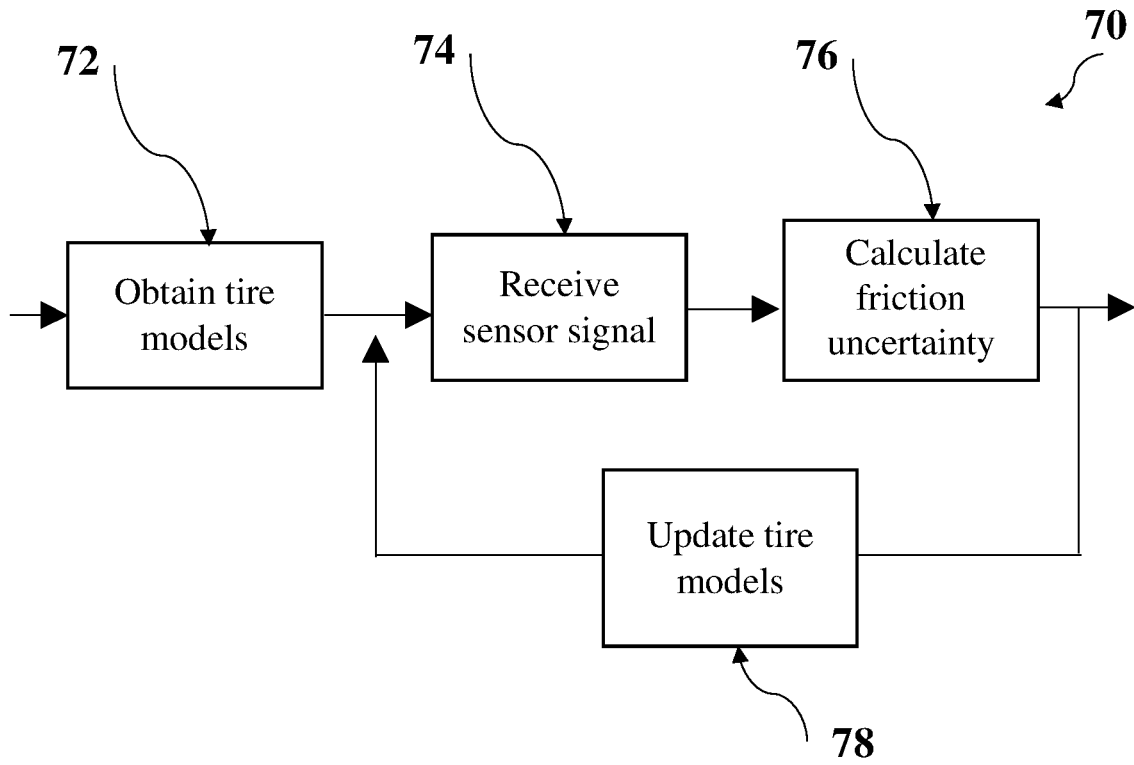 70
72
74
76
Obtain tire
models
Receive
sensor signal
Calculate
friction
uncertainty
Update tire
models
78